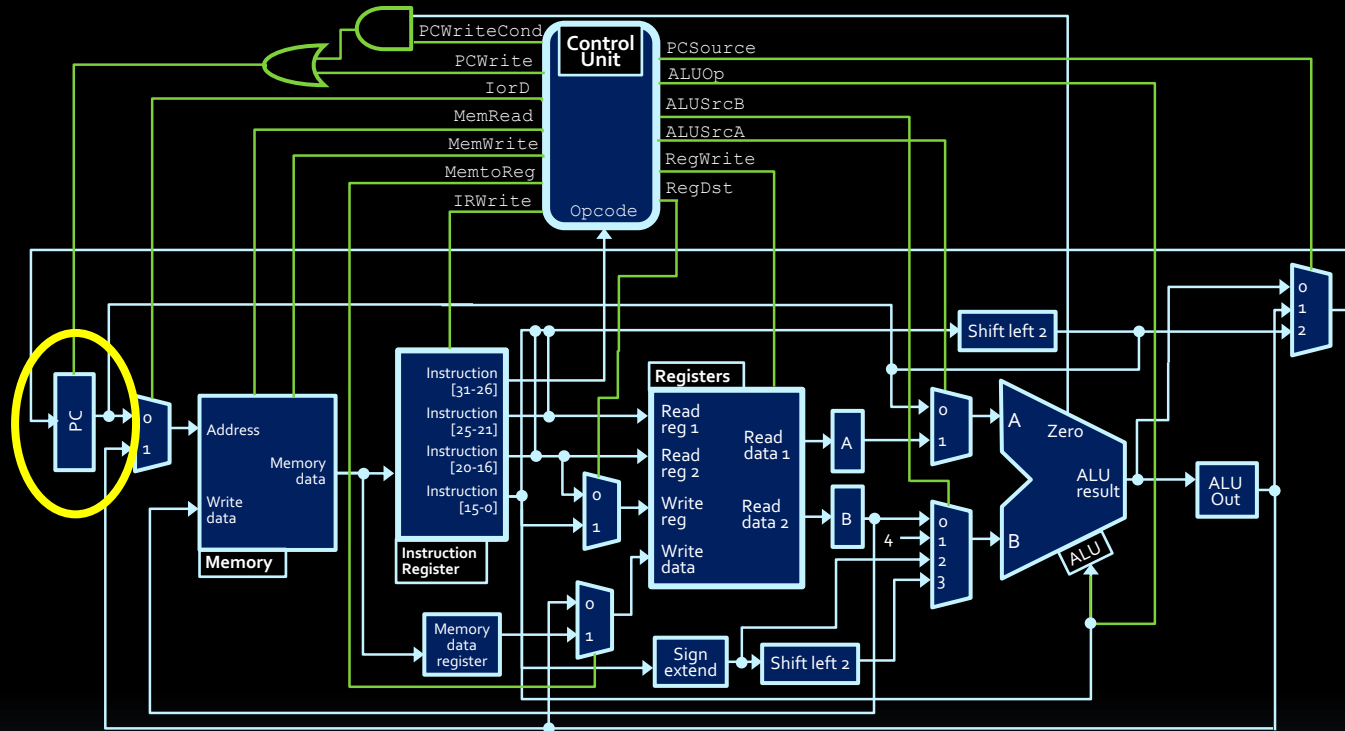 PCWriteCond
PCWrite
IorD
MemRead
MemWrite
MemtoReg
IRWrite
Control
Unit
Opcode
PCSource
ALUOp
ALUSrcB
ALUSrcA
RegWrite
RegDst
PC
0
1
Address
Memory
data
Write
data
Memory
Instruction
[31-26]
Instruction
[25-21]
Instruction
[20-16]
Instruction
[15-0]
Instruction
Register
Memory
data
register
0
1
0
1
Registers
Read
reg 1
Read
reg 2
Write
reg
Write
data
Read
data 1
Read
data 2
A
B
Sign
extend
Shift left 2
Shift left 2
0
1
4
0
1
2
3
A
B
Zero
ALU
result
ALU
ALU
Out
0
1
2